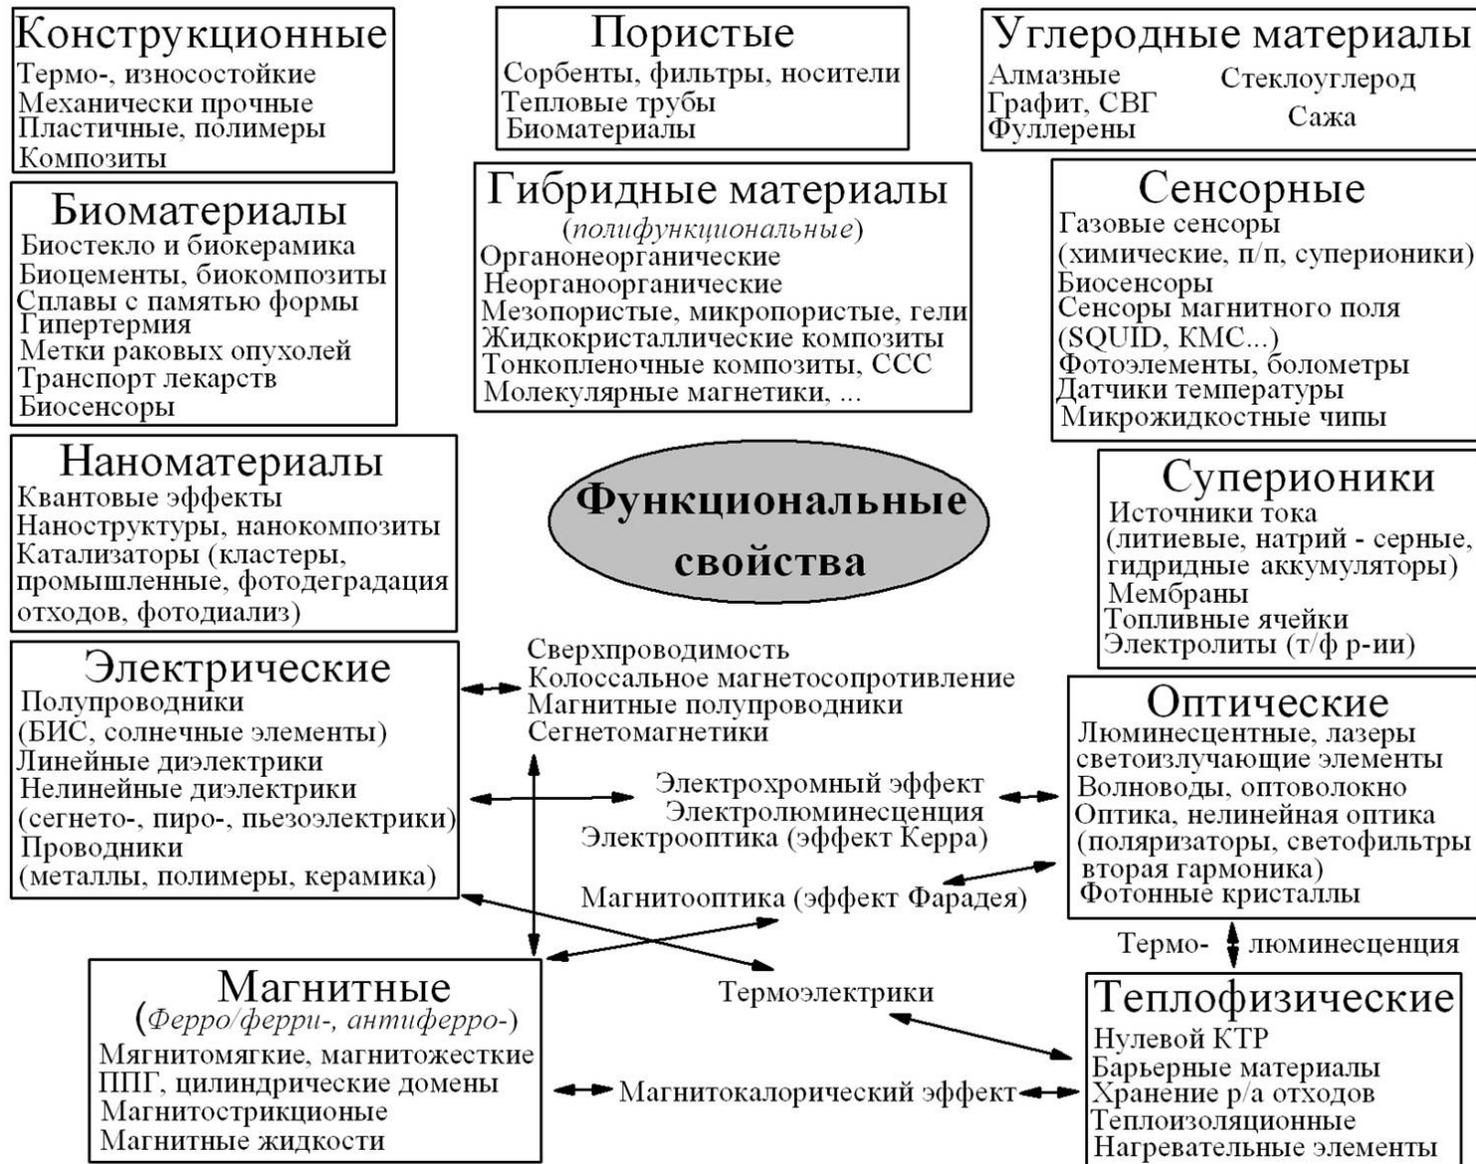 Конструкционные
Термо-, износостойкие
Механически прочные
Пластичные, полимеры
Композиты
Пористые
Сорбенты, фильтры, носители
Тепловые трубы
Биоматериалы
Углеродные материалы
Алмазные
Графит, СВГ
Фуллерены
Стеклоуглерод
Сажа
Биоматериалы
Биостекло и биокерамика
Биоцементы, биокомпозиты
Сплавы с памятью формы
Гипертермия
Метки раковых опухолей
Транспорт лекарств
Биосенсоры
Гибридные материалы
(полифункциональные)
Органонеорганические
Неорганоорганические
Мезопористые, микропористые, гели
Жидкокристаллические композиты
Тонкопленочные композиты, ССС
Молекулярные магнетики, ...
Сенсорные
Газовые сенсоры
(химические, п/п, суперионики)
Биосенсоры
Сенсоры магнитного поля
(SQUID, КМС...)
Фотоэлементы, болометры
Датчики температуры
Микрожидкостные чипы
Наноматериалы
Квантовые эффекты
Наноструктуры, нанокомпозиты
Катализаторы (кластеры,
промышленные, фотодеградация
отходов, фотодиализ)
Функциональные
свойства
Суперионики
Источники тока
(литиевые, натрий - серные,
гидридные аккумуляторы)
Мембраны
Топливные ячейки
Электролиты (т/ф р-ии)
Электрические
Полупроводники
(БИС, солнечные элементы)
Линейные диэлектрики
Нелинейные диэлектрики
(сегнето-, пиро-, пьезоэлектрики)
Проводники
(металлы, полимеры, керамика)
Сверхпроводимость
Колоссальное магнетосопротивление
Магнитные полупроводники
Сегнетомагнетики
Электрохромный эффект
Электролюминесценция
Электрооптика (эффект Керра)
Магнитооптика (эффект Фарадея)
Оптические
Люминесцентные, лазеры
светоизлучающие элементы
Волноводы, оптоволокно
Оптика, нелинейная оптика
(поляризаторы, светофильтры
вторая гармоника)
Фотонные кристаллы
Термо- люминесценция
Магнитные
(Ферро/ферри-, антиферро-)
Мягнитомягкие, магнитожесткие
ППГ, цилиндрические домены
Магнитострикционые
Магнитные жидкости
Термоэлектрики
Магнитокалорический эффект
Теплофизические
Нулевой КТР
Барьерные материалы
Хранение р/а отходов
Теплоизоляционные
Нагревательные элементы